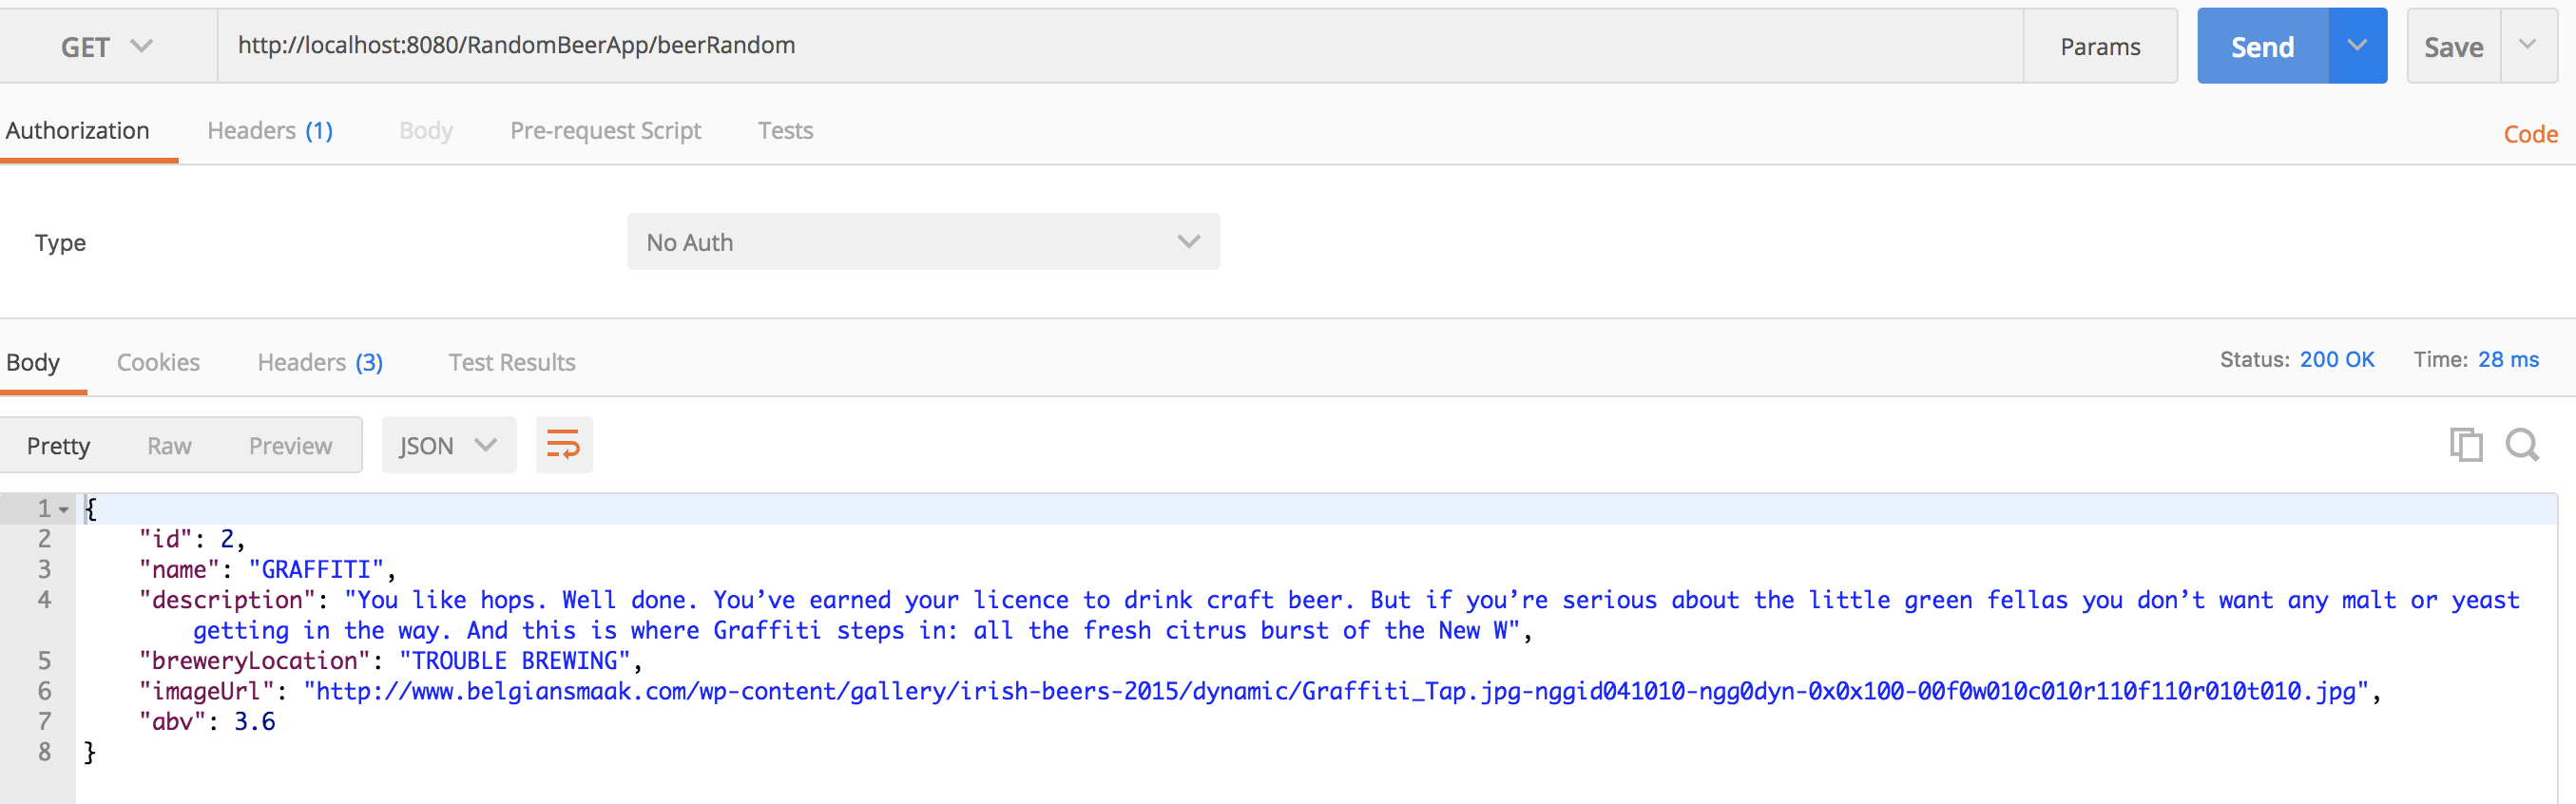 GET http://localhost:8080/RandomBeerApp/beerRandom Params Send Save
Authorization Headers (1) Body Pre-request Script Tests Code
Type No Auth
Body Cookies Headers (3) Test Results Status: 200 OK Time: 28 ms
Pretty Raw Preview JSON
1 {
2 "id": 2,
3 "name": "GRAFFITI",
4 "description": "You like hops. Well done. You’ve earned your licence to drink craft beer. But if you’re serious about the little green fellas you don’t want any malt or yeast
getting in the way. And this is where Graffiti steps in: all the fresh citrus burst of the New W",
5 "breweryLocation": "TROUBLE BREWING",
6 "imageUrl": "http://www.belgiansmaak.com/wp-content/gallery/irish-beers-2015/dynamic/Graffiti_Tap.jpg-nggid041010-ngg0dyn-0x0x100-00f0w010c010r110f110r010t010.jpg",
7 "abv": 3.6
8 }